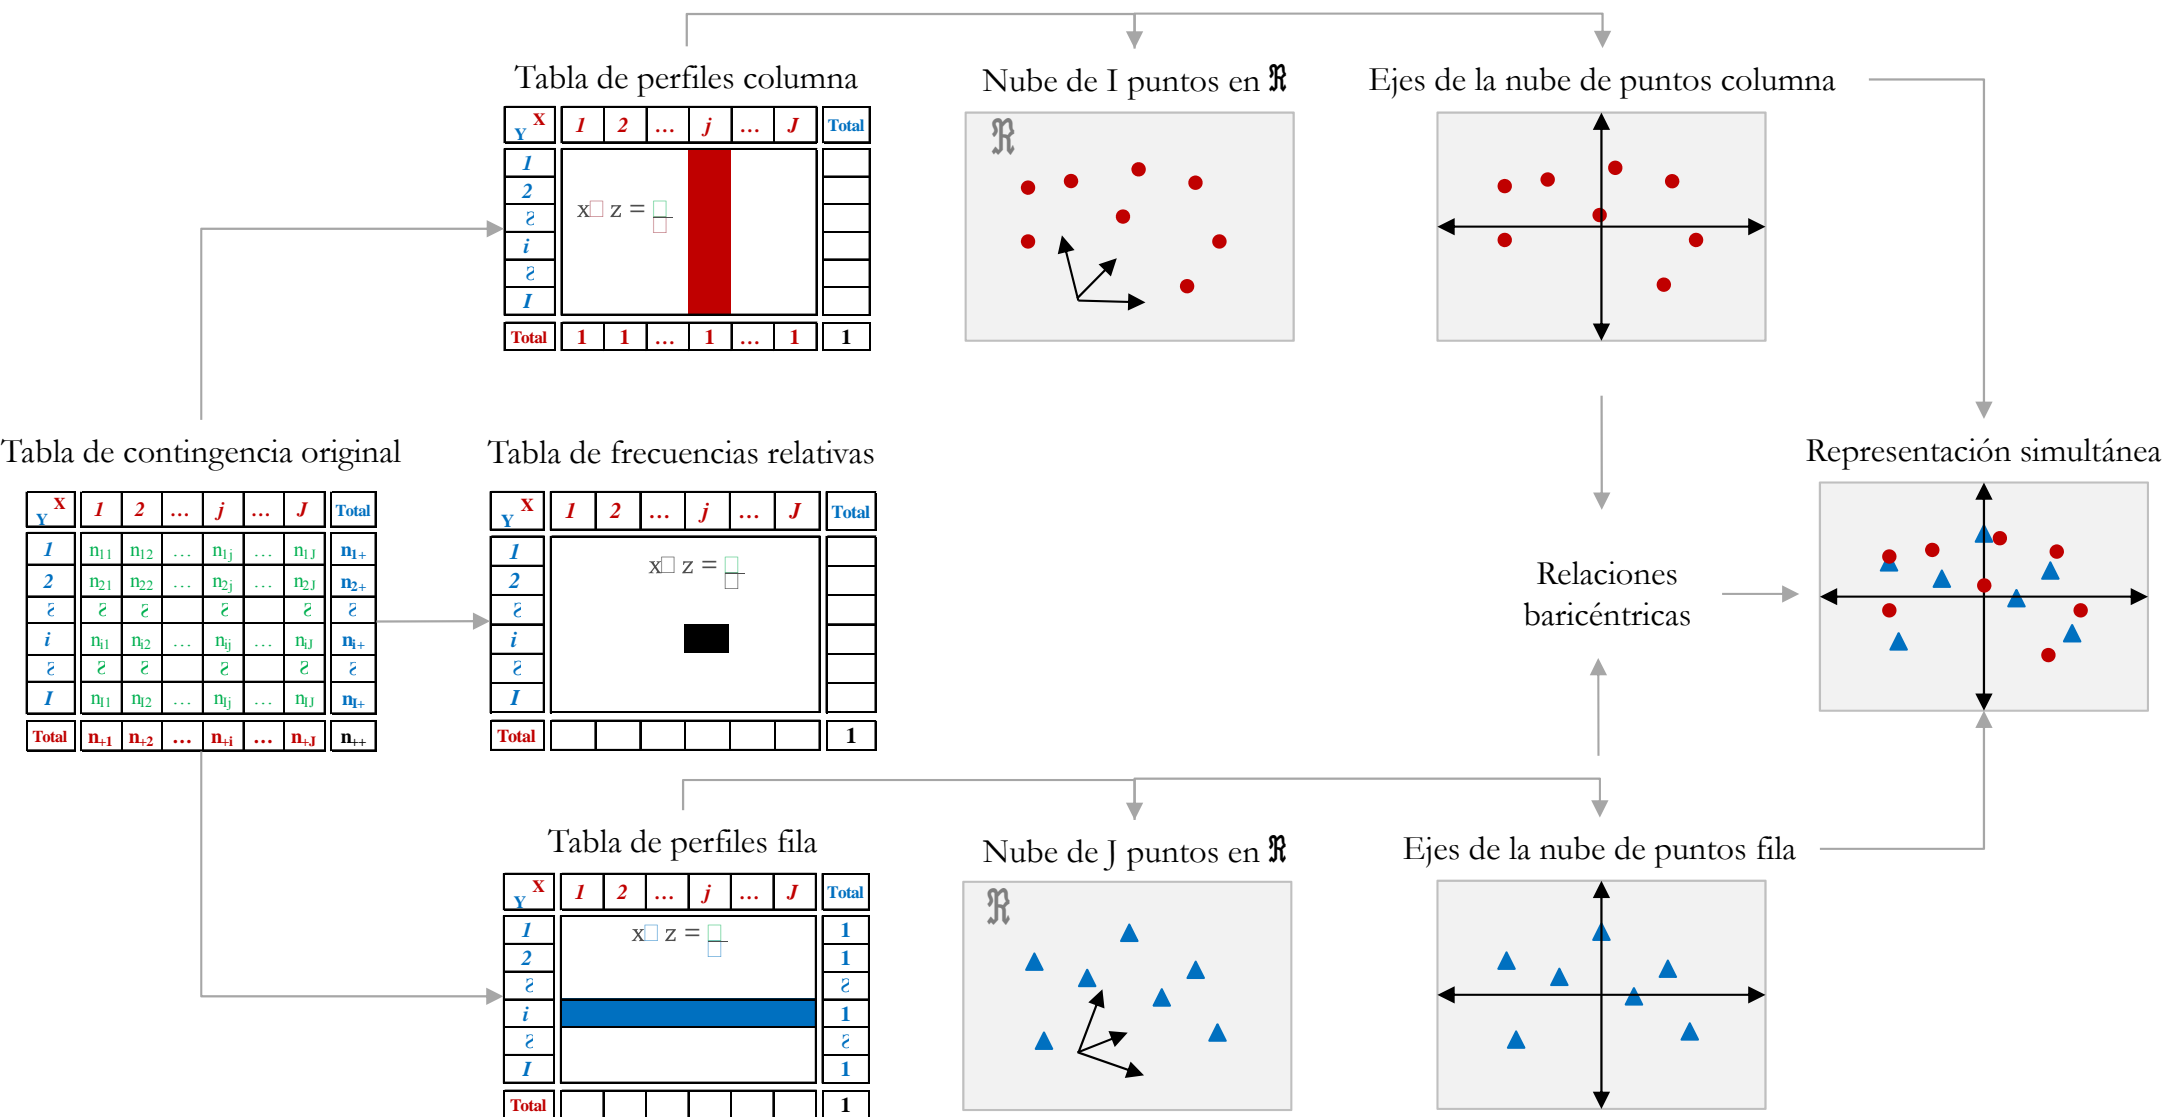 Tabla de perfiles columna
Nube de I puntos en ℜ
Ejes de la nube de puntos columna
Y X 1 2 … j … J Total
1
2
i
I
Total 1 1 … 1 … 1 1
ℜ
Tabla de contingencia original
Y X 1 2 … j … J Total
1 n11 n12 … n1j … n1J n1+
2 n21 n22 … n2j … n2J n2+
i ni1 ni2 … nij … niJ ni+
I nI1 nI2 … nIj … nIJ nI+
Total n+1 n+2 … n+i … n+J n++
Tabla de frecuencias relativas
Y X 1 2 … j … J Total
1
2
i
I
Total 1
Relaciones
baricéntricas
Representación simultánea
Tabla de perfiles fila
Nube de J puntos en ℜ
Ejes de la nube de puntos fila
Y X 1 2 … j … J Total
1 1
2 1
i 1
I 1
Total 1
ℜ